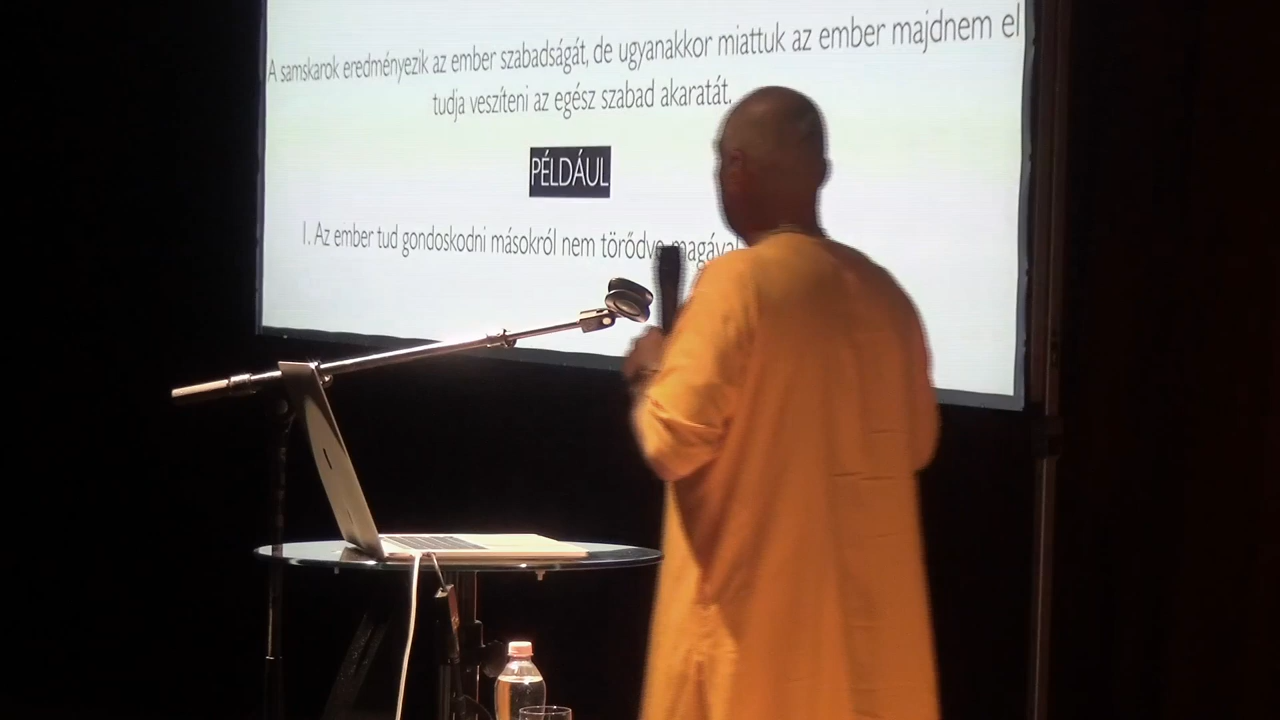 A samskarok eredményezik az ember szabadságát, de ugyanakkor miattuk az ember majdnem el
tudja veszíteni az egész szabad akaratát.
PÉLDÁUL
1. Az ember tud gondoskodni másokról nem törődve magával